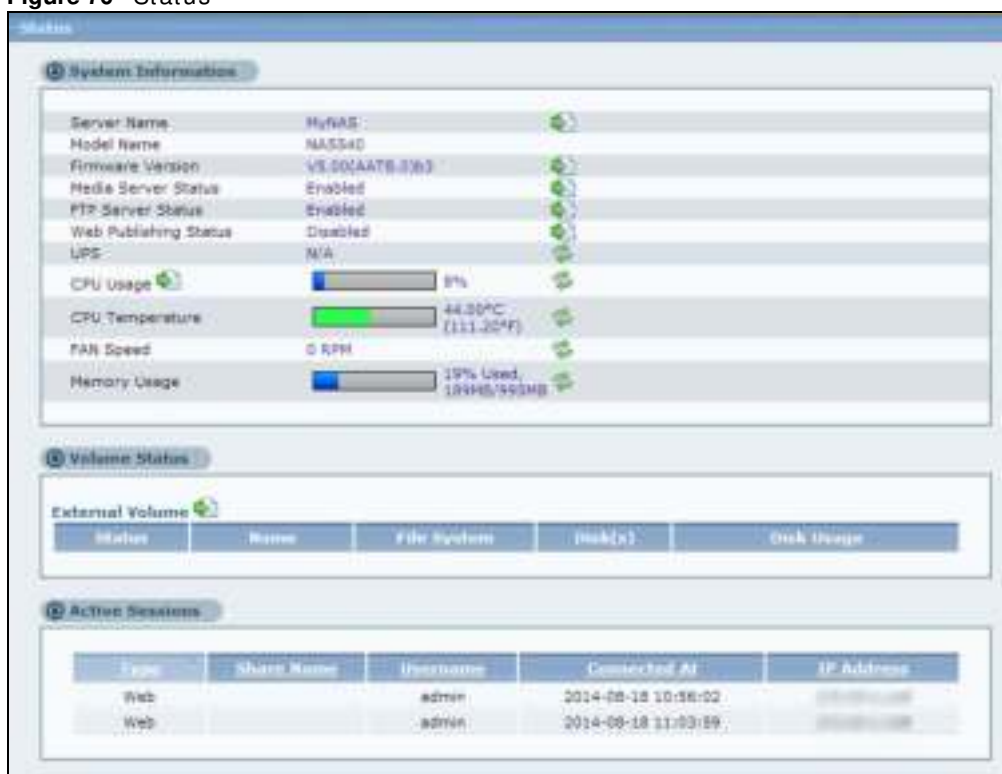 Status
System Information
Server Name MyNAS
Model Name NAS540
Firmware Version V5.00(AATB.0)b3
Media Server Status Enabled
FTP Server Status Enabled
Web Publishing Status Disabled
UPS N/A
CPU Usage 8%
CPU Temperature 44.00°C
(111.20°F)
FAN Speed 0 RPM
Memory Usage 19% Used,
189MB/993MB
Volume Status
External Volume
Status Name File System Disk(s) Disk Usage
Active Sessions
Type Share Name Username Connected At IP Address
Web admin 2014-08-18 10:56:02
Web admin 2014-08-18 11:03:59